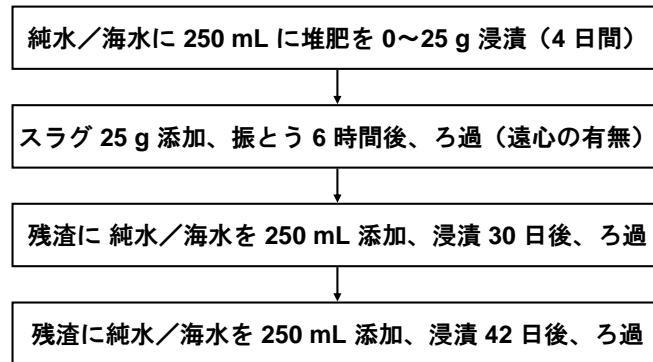 純水／海水に 250 mL に堆肥を 0～25 g 浸漬（4 日間）
スラグ 25 g 添加、振とう 6 時間後、ろ過（遠心の有無）
残渣に 純水／海水を 250 mL 添加、浸漬 30 日後、ろ過
残渣に純水／海水を 250 mL 添加、浸漬 42 日後、ろ過